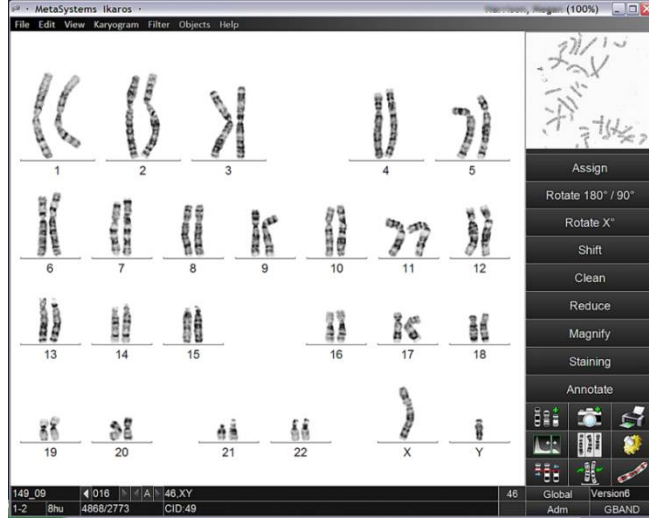 MetaSystems Ikaros
(100%)
File Edit View Karyogram Filter Objects Help
1 2 3 4 5
6 7 8 9 10 11 12
13 14 15 16 17 18
19 20 21 22 X Y
Assign
Rotate 180° / 90°
Rotate X°
Shift
Clean
Reduce
Magnify
Staining
Annotate
149_09 016 A 46,XY 46 Global Version6
1-2 8hu 4868/2773 CID:49 Adm GBAND